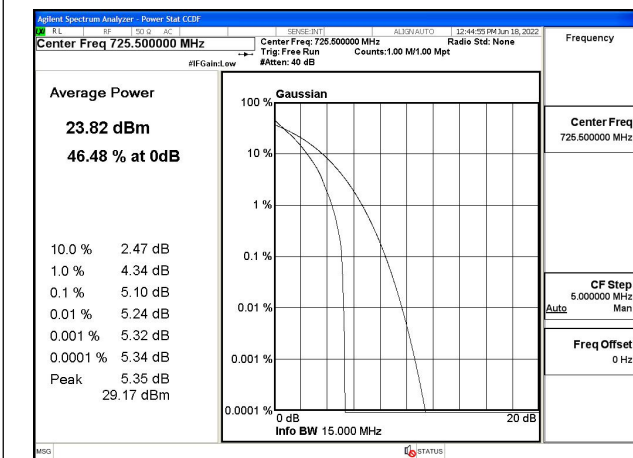 Agilent Spectrum Analyzer - Power Stat CCDF
RL RF 50 Ω AC SENSE:INT ALIGN AUTO 12:44:55 PM Jun 18, 2022
Center Freq 725.500000 MHz
Center Freq: 725.500000 MHz Radio Std: None
Trig: Free Run Counts:1.00 M/1.00 Mpt
#IFGain:Low #Atten: 40 dB
Frequency
Average Power
23.82 dBm
46.48 % at 0dB
10.0 % 2.47 dB
1.0 % 4.34 dB
0.1 % 5.10 dB
0.01 % 5.24 dB
0.001 % 5.32 dB
0.0001 % 5.34 dB
Peak 5.35 dB
29.17 dBm
Gaussian
100 %
10 %
1 %
0.1 %
0.01 %
0.001 %
0.0001 %
0 dB 20 dB
Info BW 15.000 MHz
Center Freq
725.500000 MHz
CF Step
5.000000 MHz
Auto Man
Freq Offset
0 Hz
MSG STATUS